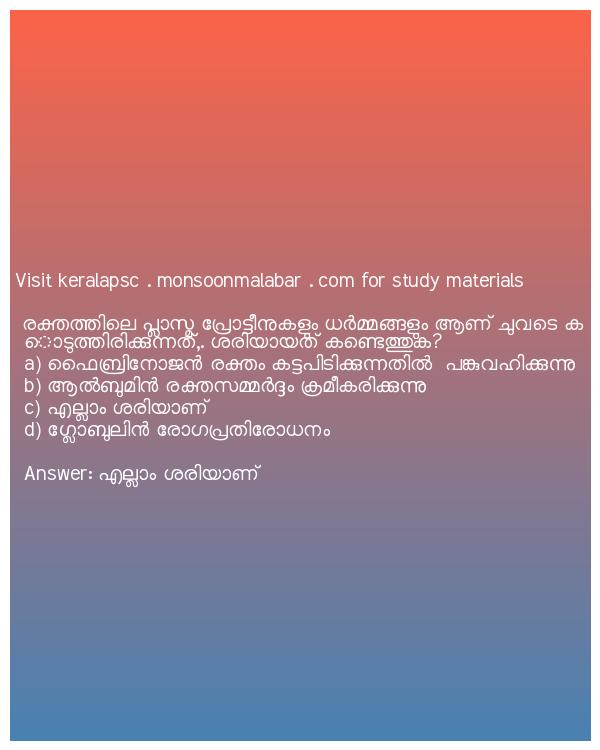 Visit keralapsc . monsoonmalabar . com for study materials
രക്തത്തിലെ പ്ലാസ്മ പ്രോട്ടീനുകളും ധർമ്മങ്ങളും ആണ് ചുവടെ ക
ൊടുത്തിരിക്കുന്നത്,. ശരിയായത് കണ്ടെത്തുക?
a) ഫൈബ്രിനോജൻ രക്തം കട്ടപിടിക്കുന്നതിൽ പങ്കുവഹിക്കുന്നു
b) ആൽബുമിൻ രക്തസമ്മർദ്ദം ക്രമീകരിക്കുന്നു
c) എല്ലാം ശരിയാണ്
d) ഗ്ലോബുലിൻ രോഗപ്രതിരോധനം
Answer: എല്ലാം ശരിയാണ്